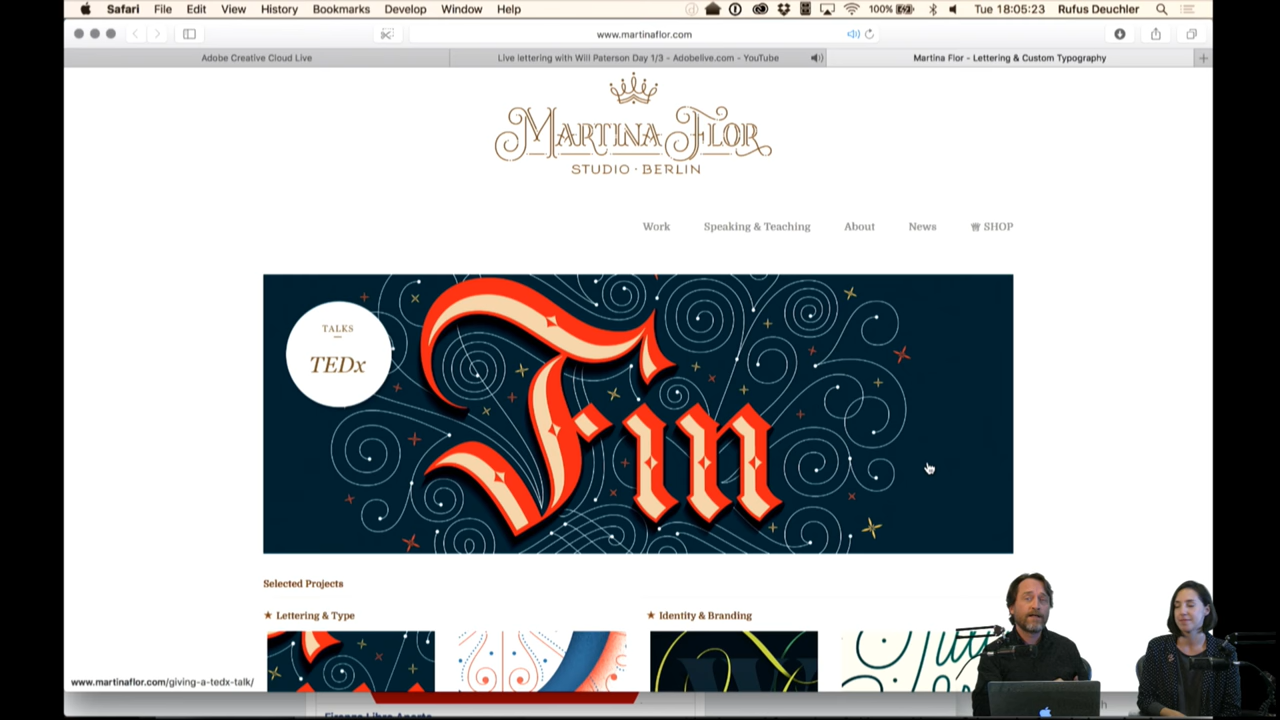 Safari File Edit View History Bookmarks Develop Window Help 100% Tue 18:05:23 Rufus Deuchler
www.martinaflor.com
Adobe Creative Cloud Live
Live lettering with Will Paterson Day 1/3 - Adobelive.com - YouTube
Martina Flor - Lettering & Custom Typography
MARTINA FLOR
STUDIO · BERLIN
Work Speaking & Teaching About News SHOP
TALKS
TEDx
Fin
Selected Projects
★ Lettering & Type
★ Identity & Branding
www.martinaflor.com/giving-a-tedx-talk/